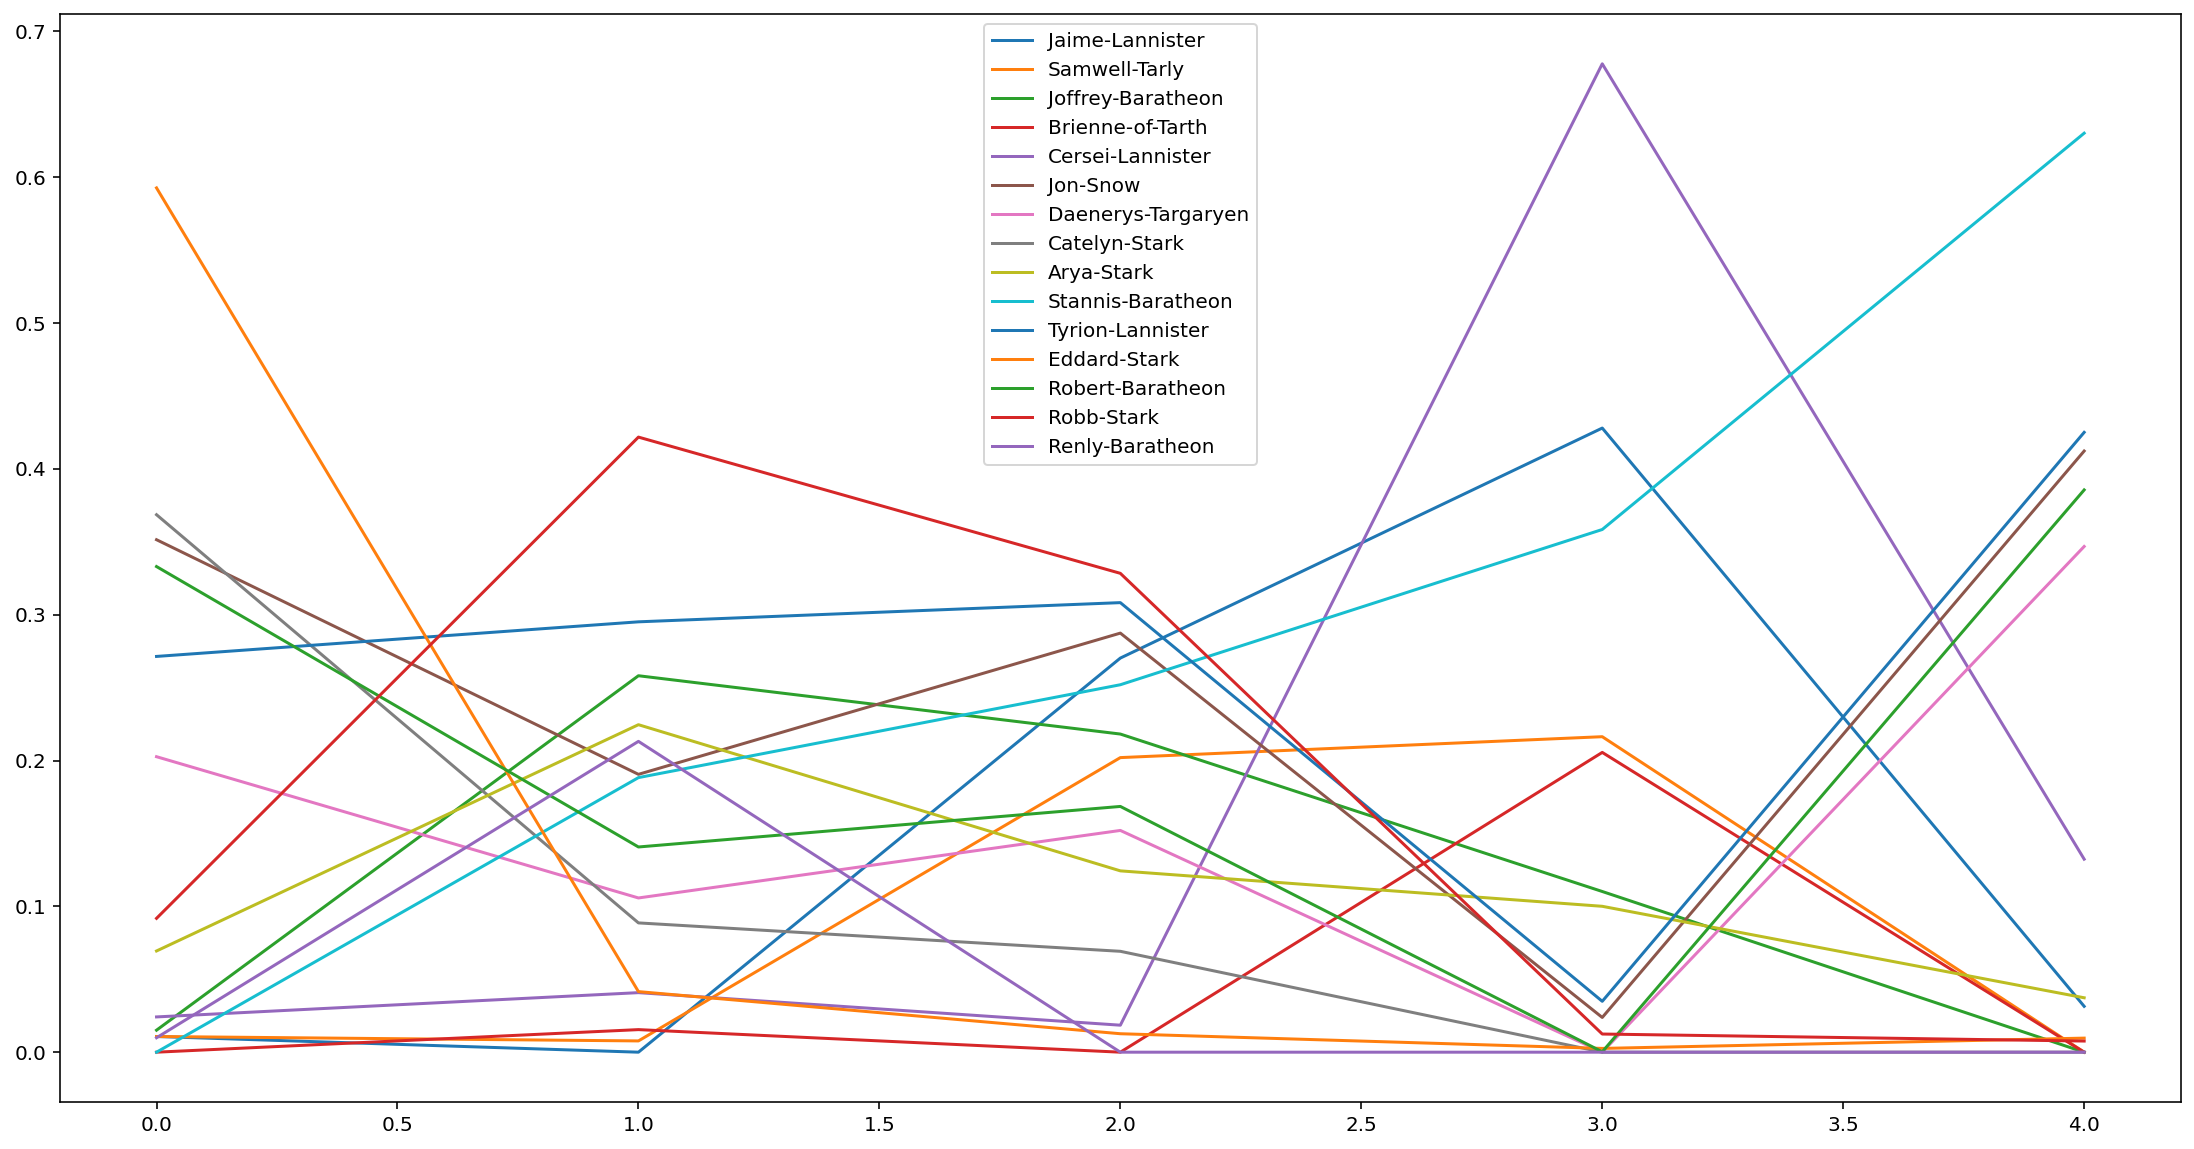 0.7
0.6
0.5
0.4
0.3
0.2
0.1
0.0
Jaime-Lannister
Samwell-Tarly
Joffrey-Baratheon
Brienne-of-Tarth
Cersei-Lannister
Jon-Snow
Daenerys-Targaryen
Catelyn-Stark
Arya-Stark
Stannis-Baratheon
Tyrion-Lannister
Eddard-Stark
Robert-Baratheon
Robb-Stark
Renly-Baratheon
0.0 0.5 1.0 1.5 2.0 2.5 3.0 3.5 4.0